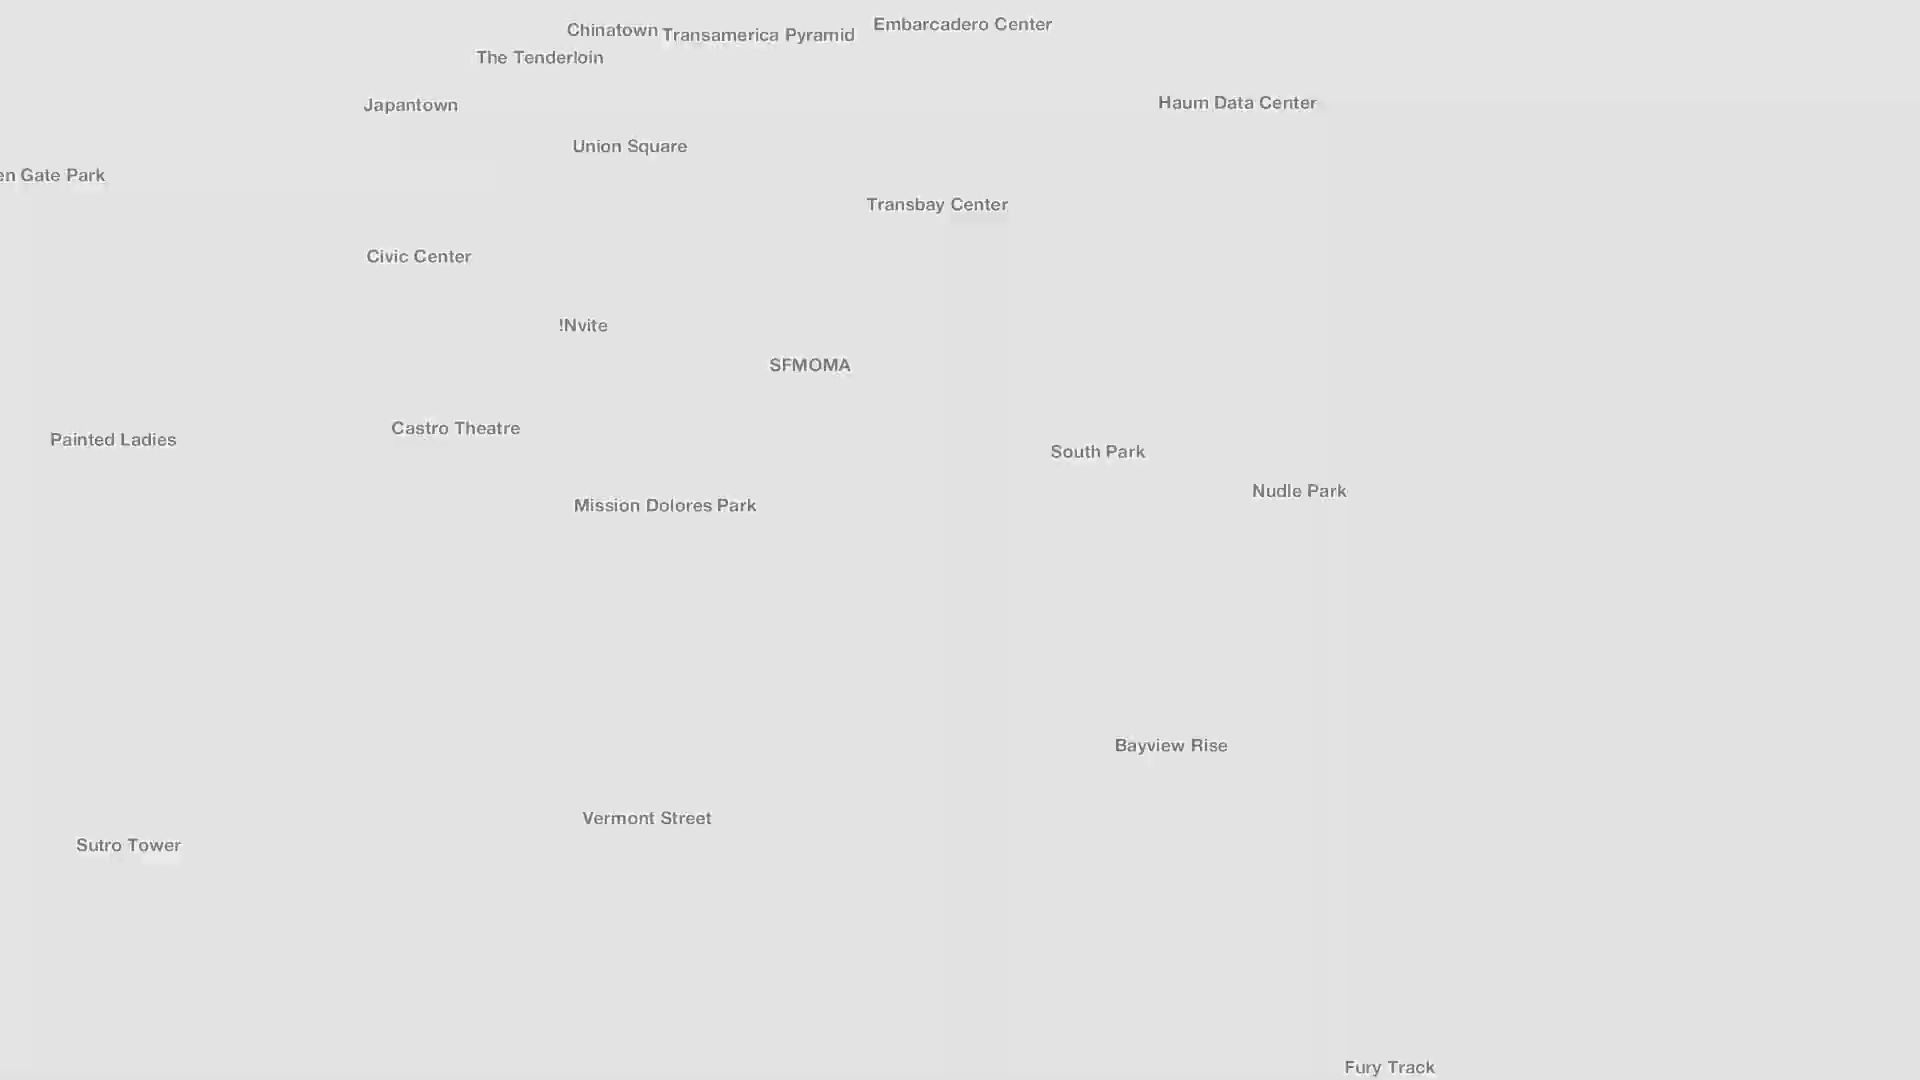 Embarcadero Center
Chinatown
Transamerica Pyramid
The Tenderloin
Haum Data Center
Japantown
Union Square
en Gate Park
Transbay Center
Civic Center
!Nvite
SFMOMA
Castro Theatre
Painted Ladies
South Park
Nudle Park
Mission Dolores Park
Bayview Rise
Vermont Street
Sutro Tower
Fury Track